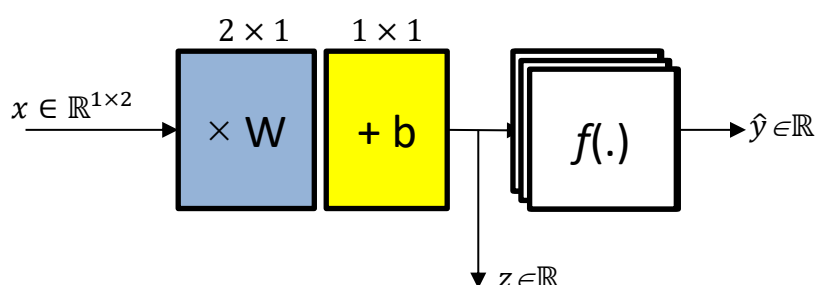 2 × 1 1 × 1
x ∈ ℝ^{1×2}
× W + b f(.) ŷ ∈ ℝ
z ∈ ℝ